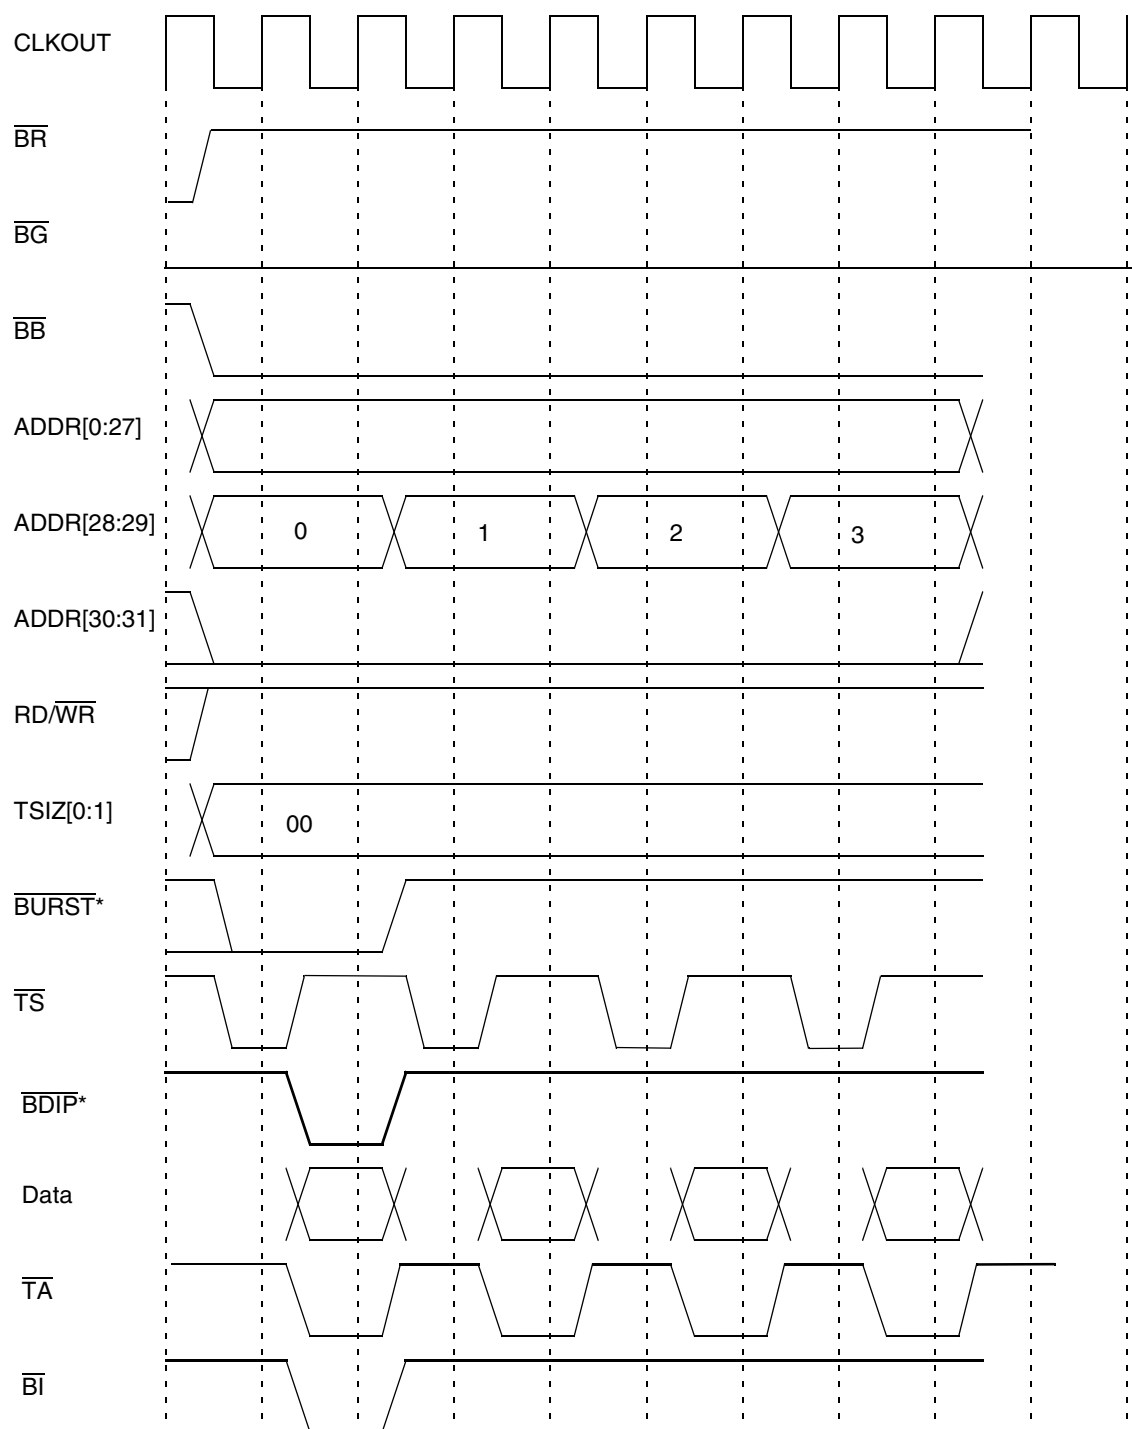 CLKOUT
BR
BG
BB
ADDR[0:27]
ADDR[28:29] 0 1 2 3
ADDR[30:31]
RD/WR
TSIZ[0:1] 00
BURST*
TS
BDIP*
Data
TA
BI